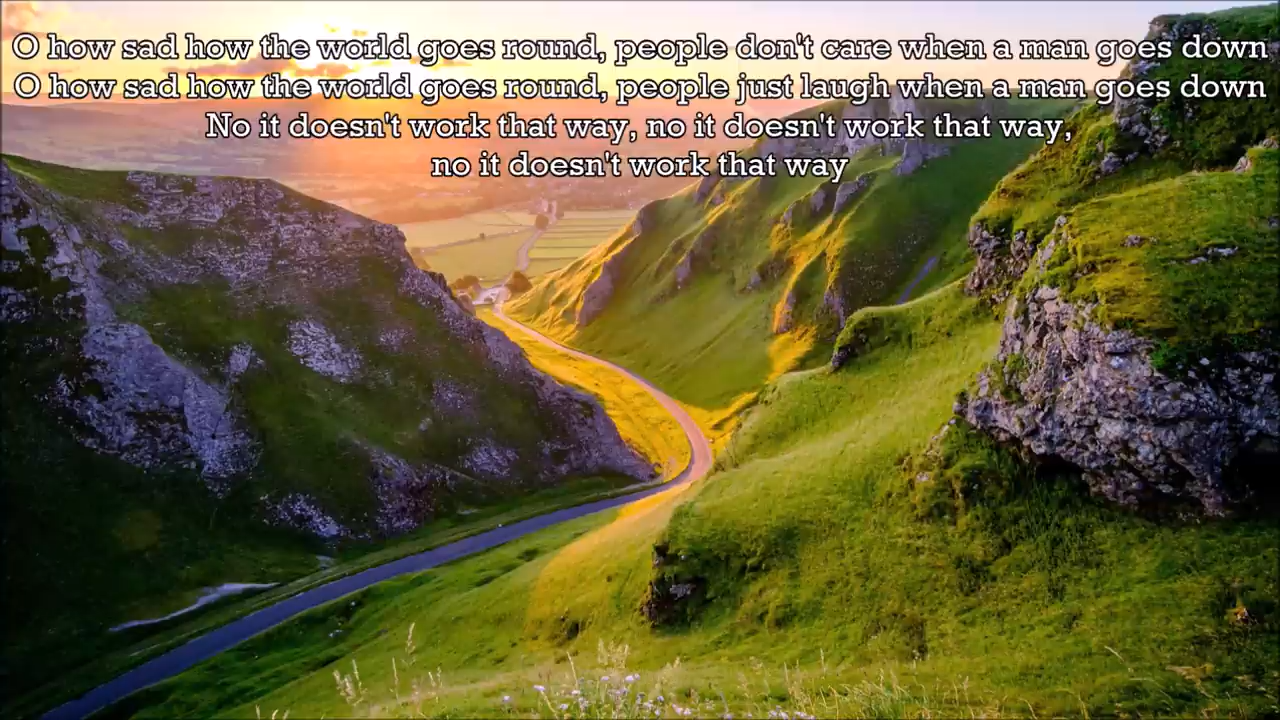 O how sad how the world goes round, people don't care when a man goes down
O how sad how the world goes round, people just laugh when a man goes down
No it doesn't work that way, no it doesn't work that way,
no it doesn't work that way